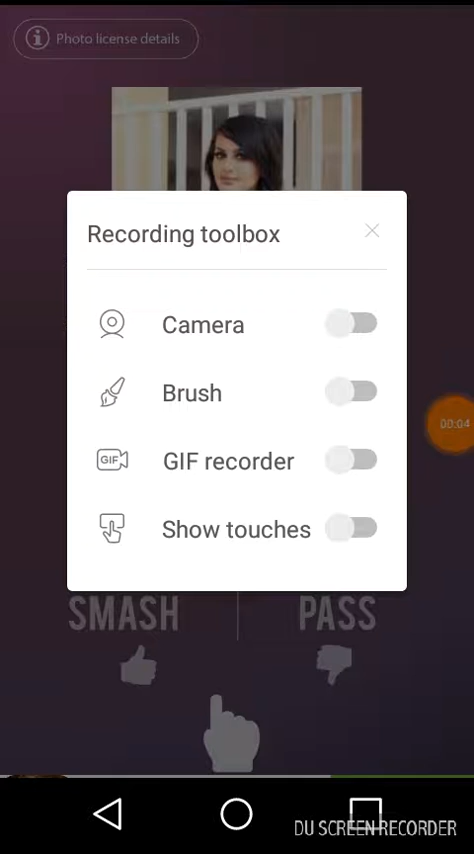 Photo license details
Recording toolbox
Camera
Brush
GIF
GIF recorder
00:04
Show touches
SMASH
PASS
DU SCREEN RECORDER